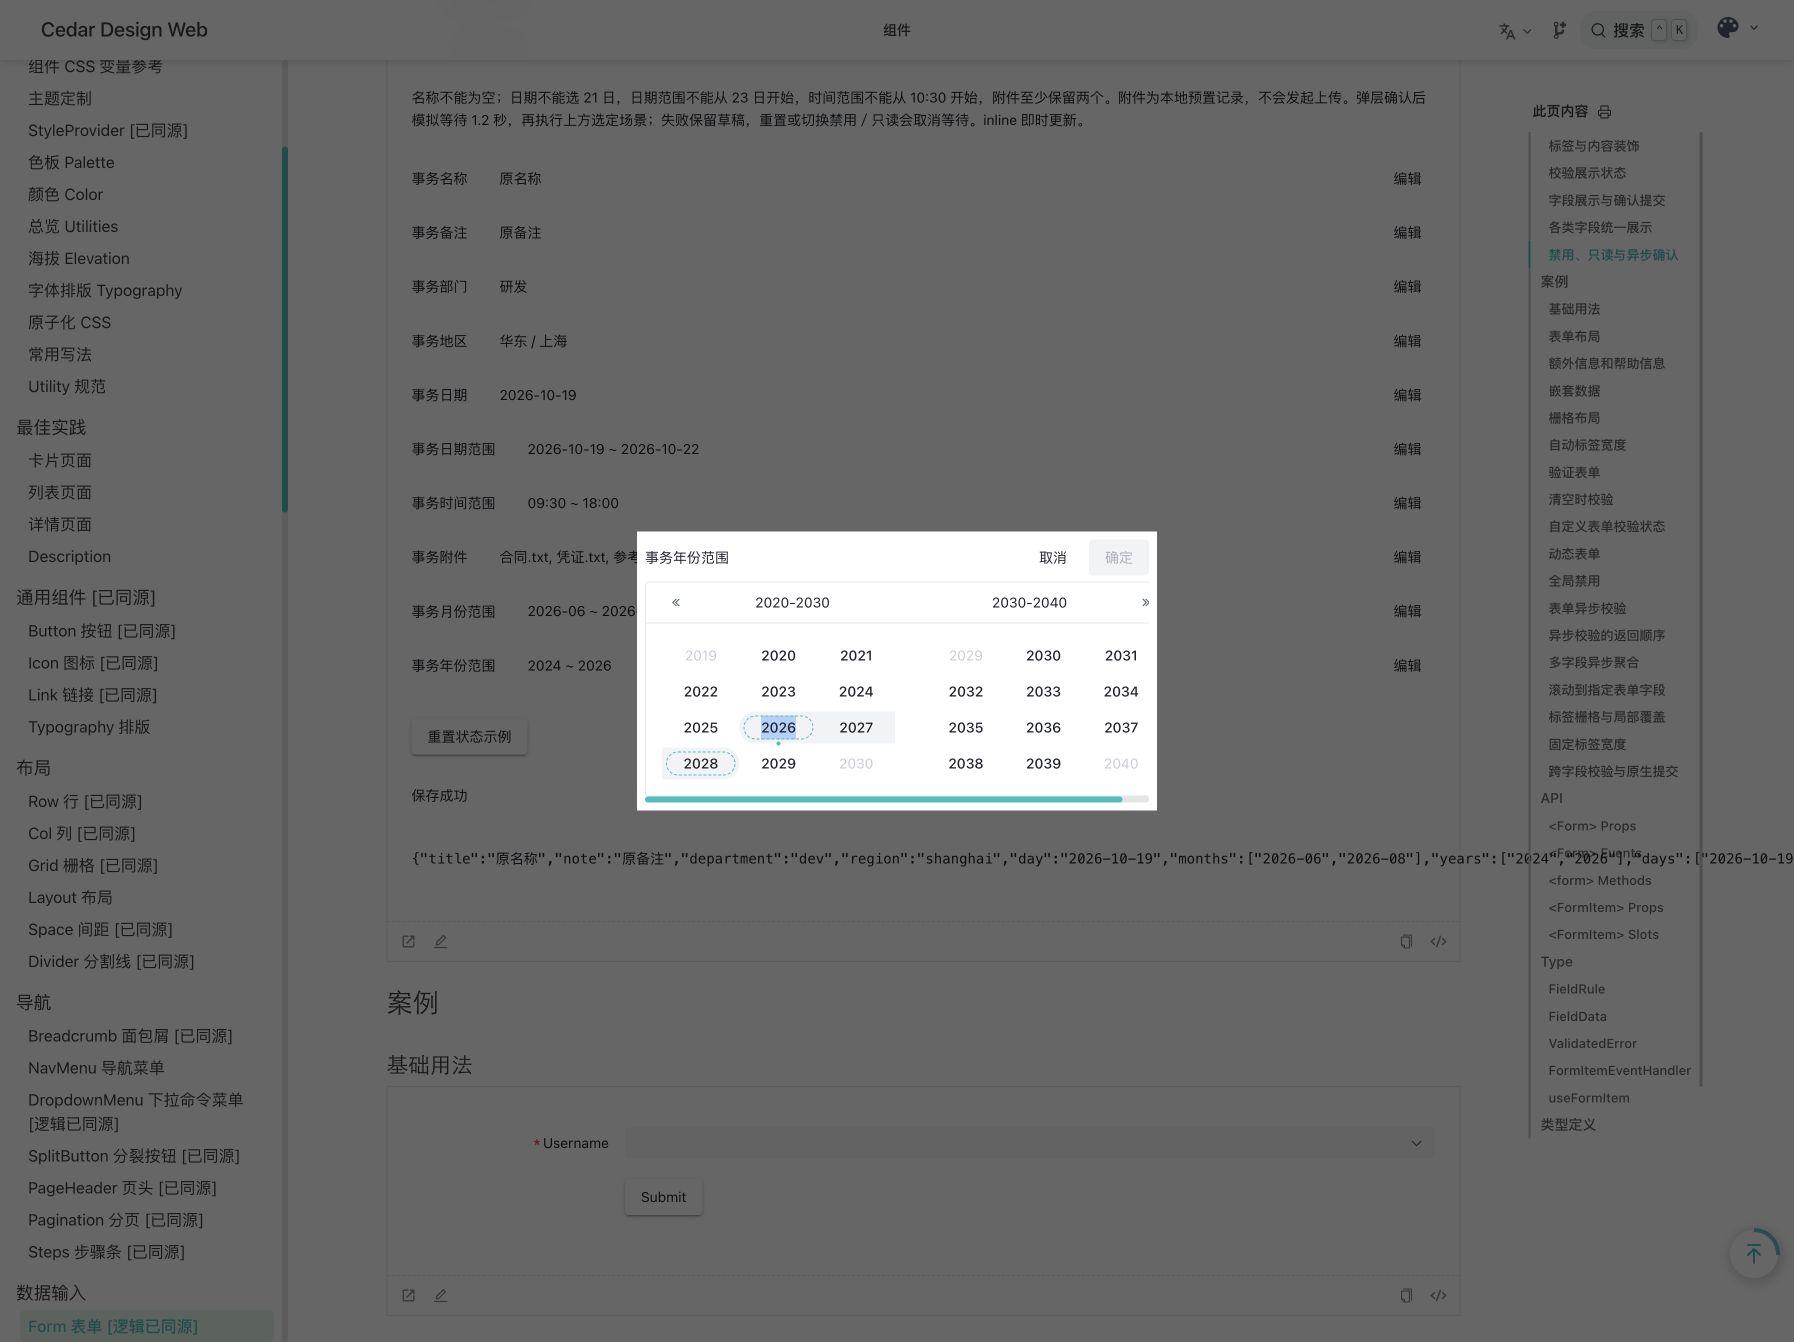 Cedar Design Web
组件
搜索
^
K
组件 CSS 变量参考
主题定制
StyleProvider [已同源]
色板 Palette
颜色 Color
总览 Utilities
海拔 Elevation
字体排版 Typography
原子化 CSS
常用写法
Utility 规范
最佳实践
卡片页面
列表页面
详情页面
Description
通用组件 [已同源]
Button 按钮 [已同源]
Icon 图标 [已同源]
Link 链接 [已同源]
Typography 排版
布局
Row 行 [已同源]
Col 列 [已同源]
Grid 栅格 [已同源]
Layout 布局
Space 间距 [已同源]
Divider 分割线 [已同源]
导航
Breadcrumb 面包屑 [已同源]
NavMenu 导航菜单
DropdownMenu 下拉命令菜单
[逻辑已同源]
SplitButton 分裂按钮 [已同源]
PageHeader 页头 [已同源]
Pagination 分页 [已同源]
Steps 步骤条 [已同源]
数据输入
Form 表单 [逻辑已同源]
名称不能为空；日期不能选 21 日，日期范围不能从 23 日开始，时间范围不能从 10:30 开始，附件至少保留两个。附件为本地预置记录，不会发起上传。弹层确认后
模拟等待 1.2 秒，再执行上方选定场景；失败保留草稿，重置或切换禁用 / 只读会取消等待。inline 即时更新。
事务名称 原名称 编辑
事务备注 原备注 编辑
事务部门 研发 编辑
事务地区 华东 / 上海 编辑
事务日期 2026-10-19 编辑
事务日期范围 2026-10-19 ~ 2026-10-22 编辑
事务时间范围 09:30 ~ 18:00 编辑
事务附件 合同.txt, 凭证.txt, 参考 编辑
事务月份范围 2026-06 ~ 2026 编辑
事务年份范围 2024 ~ 2026 编辑
重置状态示例
保存成功
{"title":"原名称","note":"原备注","department":"dev","region":"shanghai","day":"2026-10-19","months":["2026-06","2026-08"],"years":["2024","2026"],"days":["2026-10-19
事务年份范围 取消 确定
« 2020-2030 2030-2040 »
2019 2020 2021 2029 2030 2031
2022 2023 2024 2032 2033 2034
2025 2026 2027 2035 2036 2037
2028 2029 2030 2038 2039 2040
案例
基础用法
* Username
Submit
此页内容
标签与内容装饰
校验展示状态
字段展示与确认提交
各类字段统一展示
禁用、只读与异步确认
案例
基础用法
表单布局
额外信息和帮助信息
嵌套数据
栅格布局
自动标签宽度
验证表单
清空时校验
自定义表单校验状态
动态表单
全局禁用
表单异步校验
异步校验的返回顺序
多字段异步聚合
滚动到指定表单字段
标签栅格与局部覆盖
固定标签宽度
跨字段校验与原生提交
API
<Form> Props
<Form> Events
<form> Methods
<FormItem> Props
<FormItem> Slots
Type
FieldRule
FieldData
ValidatedError
FormItemEventHandler
useFormItem
类型定义